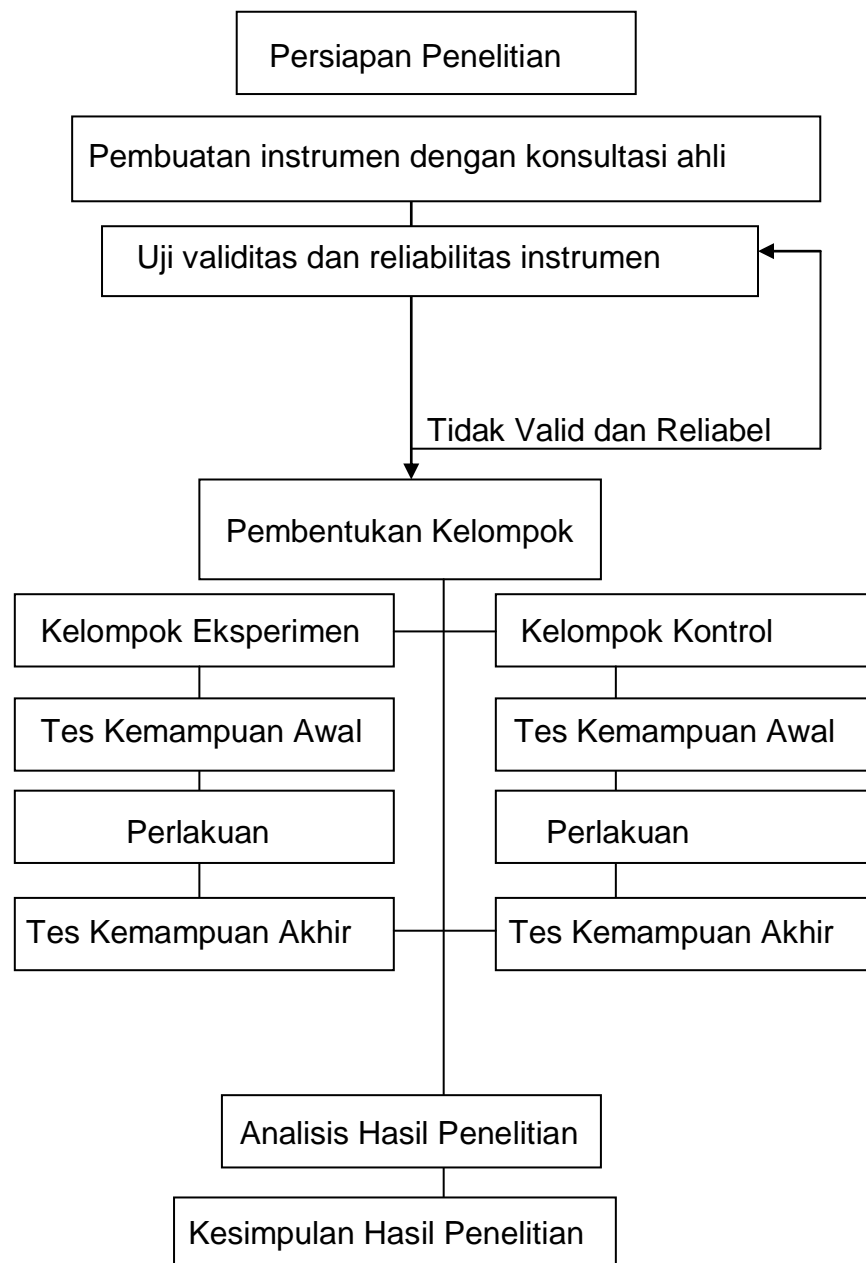 Persiapan Penelitian
Pembuatan instrumen dengan konsultasi ahli
Uji validitas dan reliabilitas instrumen
Tidak Valid dan Reliabel
Pembentukan Kelompok
Kelompok Eksperimen
Kelompok Kontrol
Tes Kemampuan Awal
Tes Kemampuan Awal
Perlakuan
Perlakuan
Tes Kemampuan Akhir
Tes Kemampuan Akhir
Analisis Hasil Penelitian
Kesimpulan Hasil Penelitian